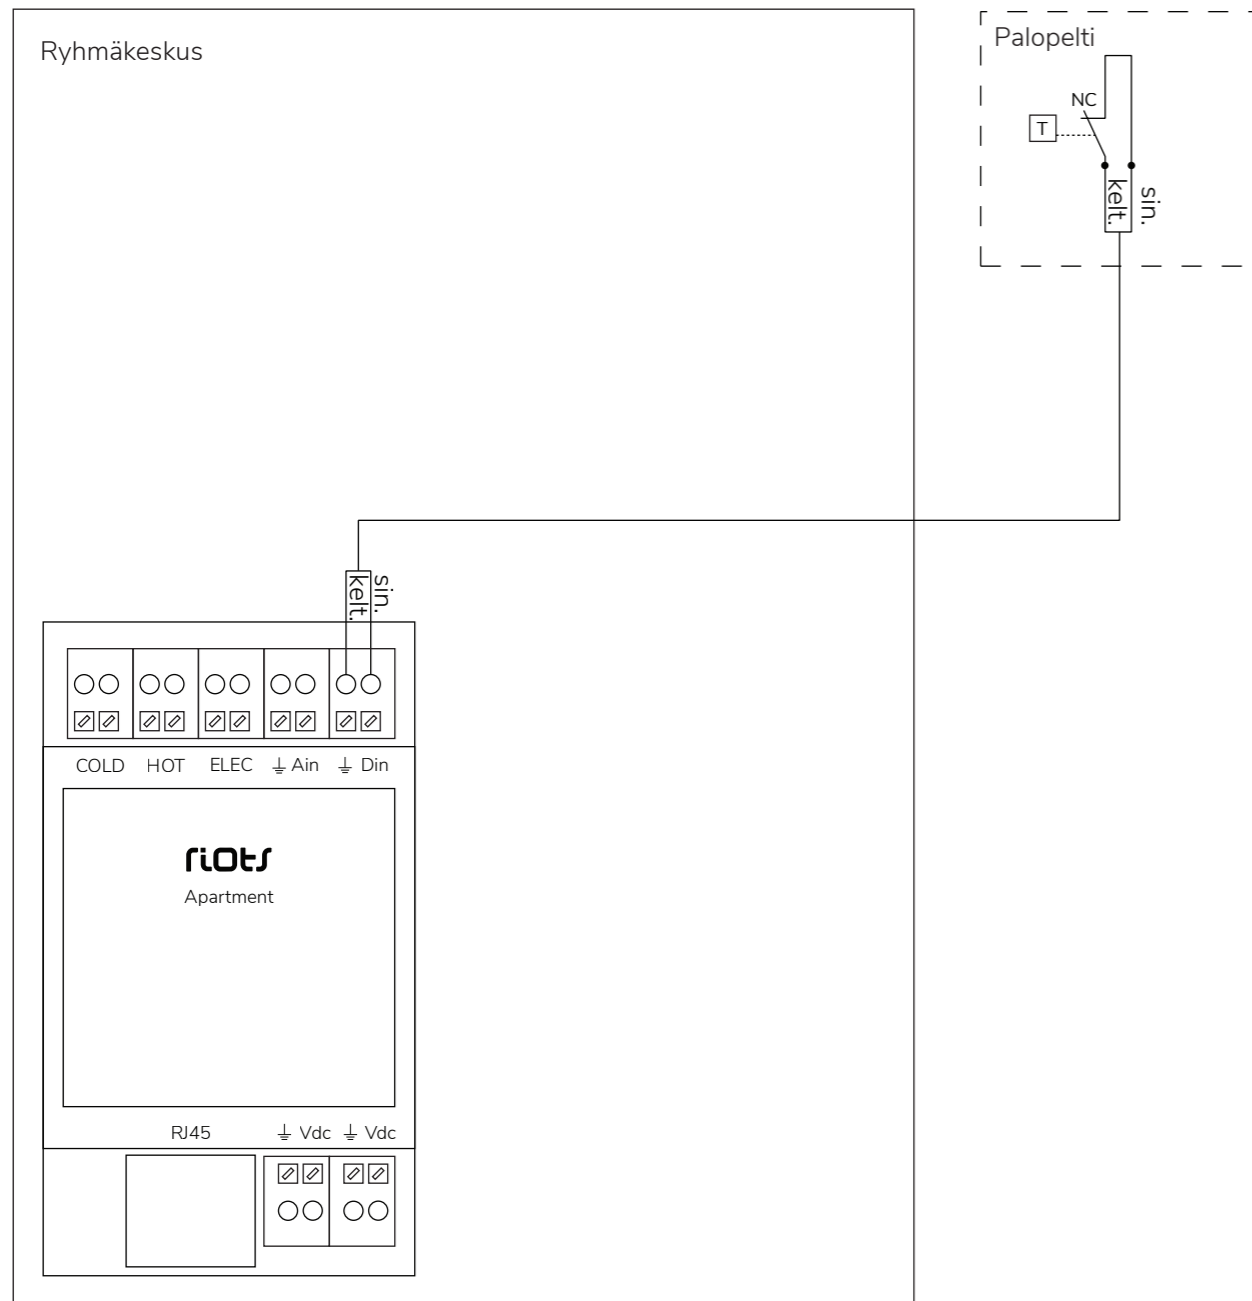 Ryhmäkeskus
Palopelti
NC
T
kelt.
sin.
kelt.
sin.
COLD HOT ELEC ⏚ Ain ⏚ Din
riots
Apartment
RJ45 ⏚ Vdc ⏚ Vdc